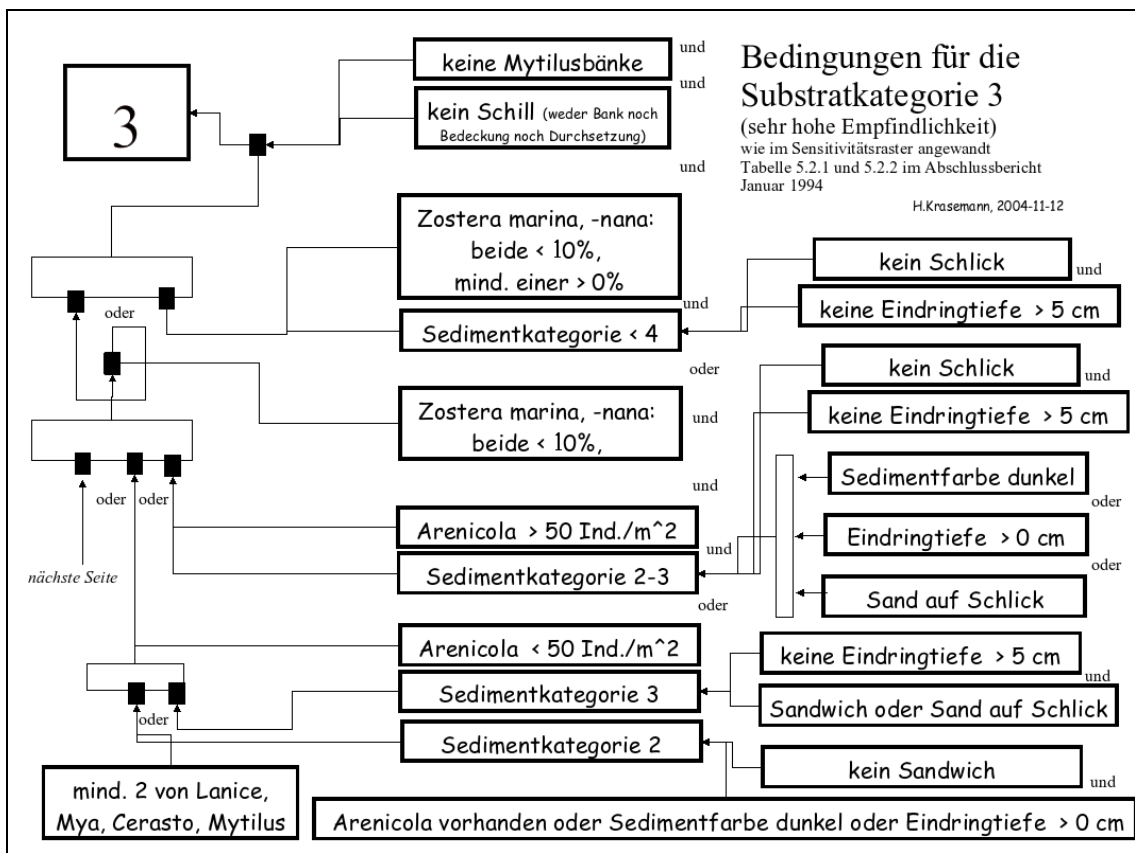 Bedingungen für die
Substratkategorie 3
(sehr hohe Empfindlichkeit)
wie im Sensitivitätsraster angewandt
Tabelle 5.2.1 und 5.2.2 im Abschlussbericht
Januar 1994
H.Krasemann, 2004-11-12
3
keine Mytilusbänke
und
und
kein Schill (weder Bank noch
Bedeckung noch Durchsetzung)
und
Zostera marina, -nana:
beide < 10%,
mind. einer > 0%
und
Sedimentkategorie < 4
kein Schlick
und
keine Eindringtiefe > 5 cm
oder
oder
Zostera marina, -nana:
beide < 10%,
und
kein Schlick
und
keine Eindringtiefe > 5 cm
und
Sedimentfarbe dunkel
oder
Eindringtiefe > 0 cm
oder
Sand auf Schlick
oder
oder
Arenicola > 50 Ind./m^2
und
Sedimentkategorie 2-3
oder
nächste Seite
Arenicola < 50 Ind./m^2
keine Eindringtiefe > 5 cm
und
Sedimentkategorie 3
Sandwich oder Sand auf Schlick
oder
Sedimentkategorie 2
kein Sandwich
und
mind. 2 von Lanice,
Mya, Cerasto, Mytilus
Arenicola vorhanden oder Sedimentfarbe dunkel oder Eindringtiefe > 0 cm